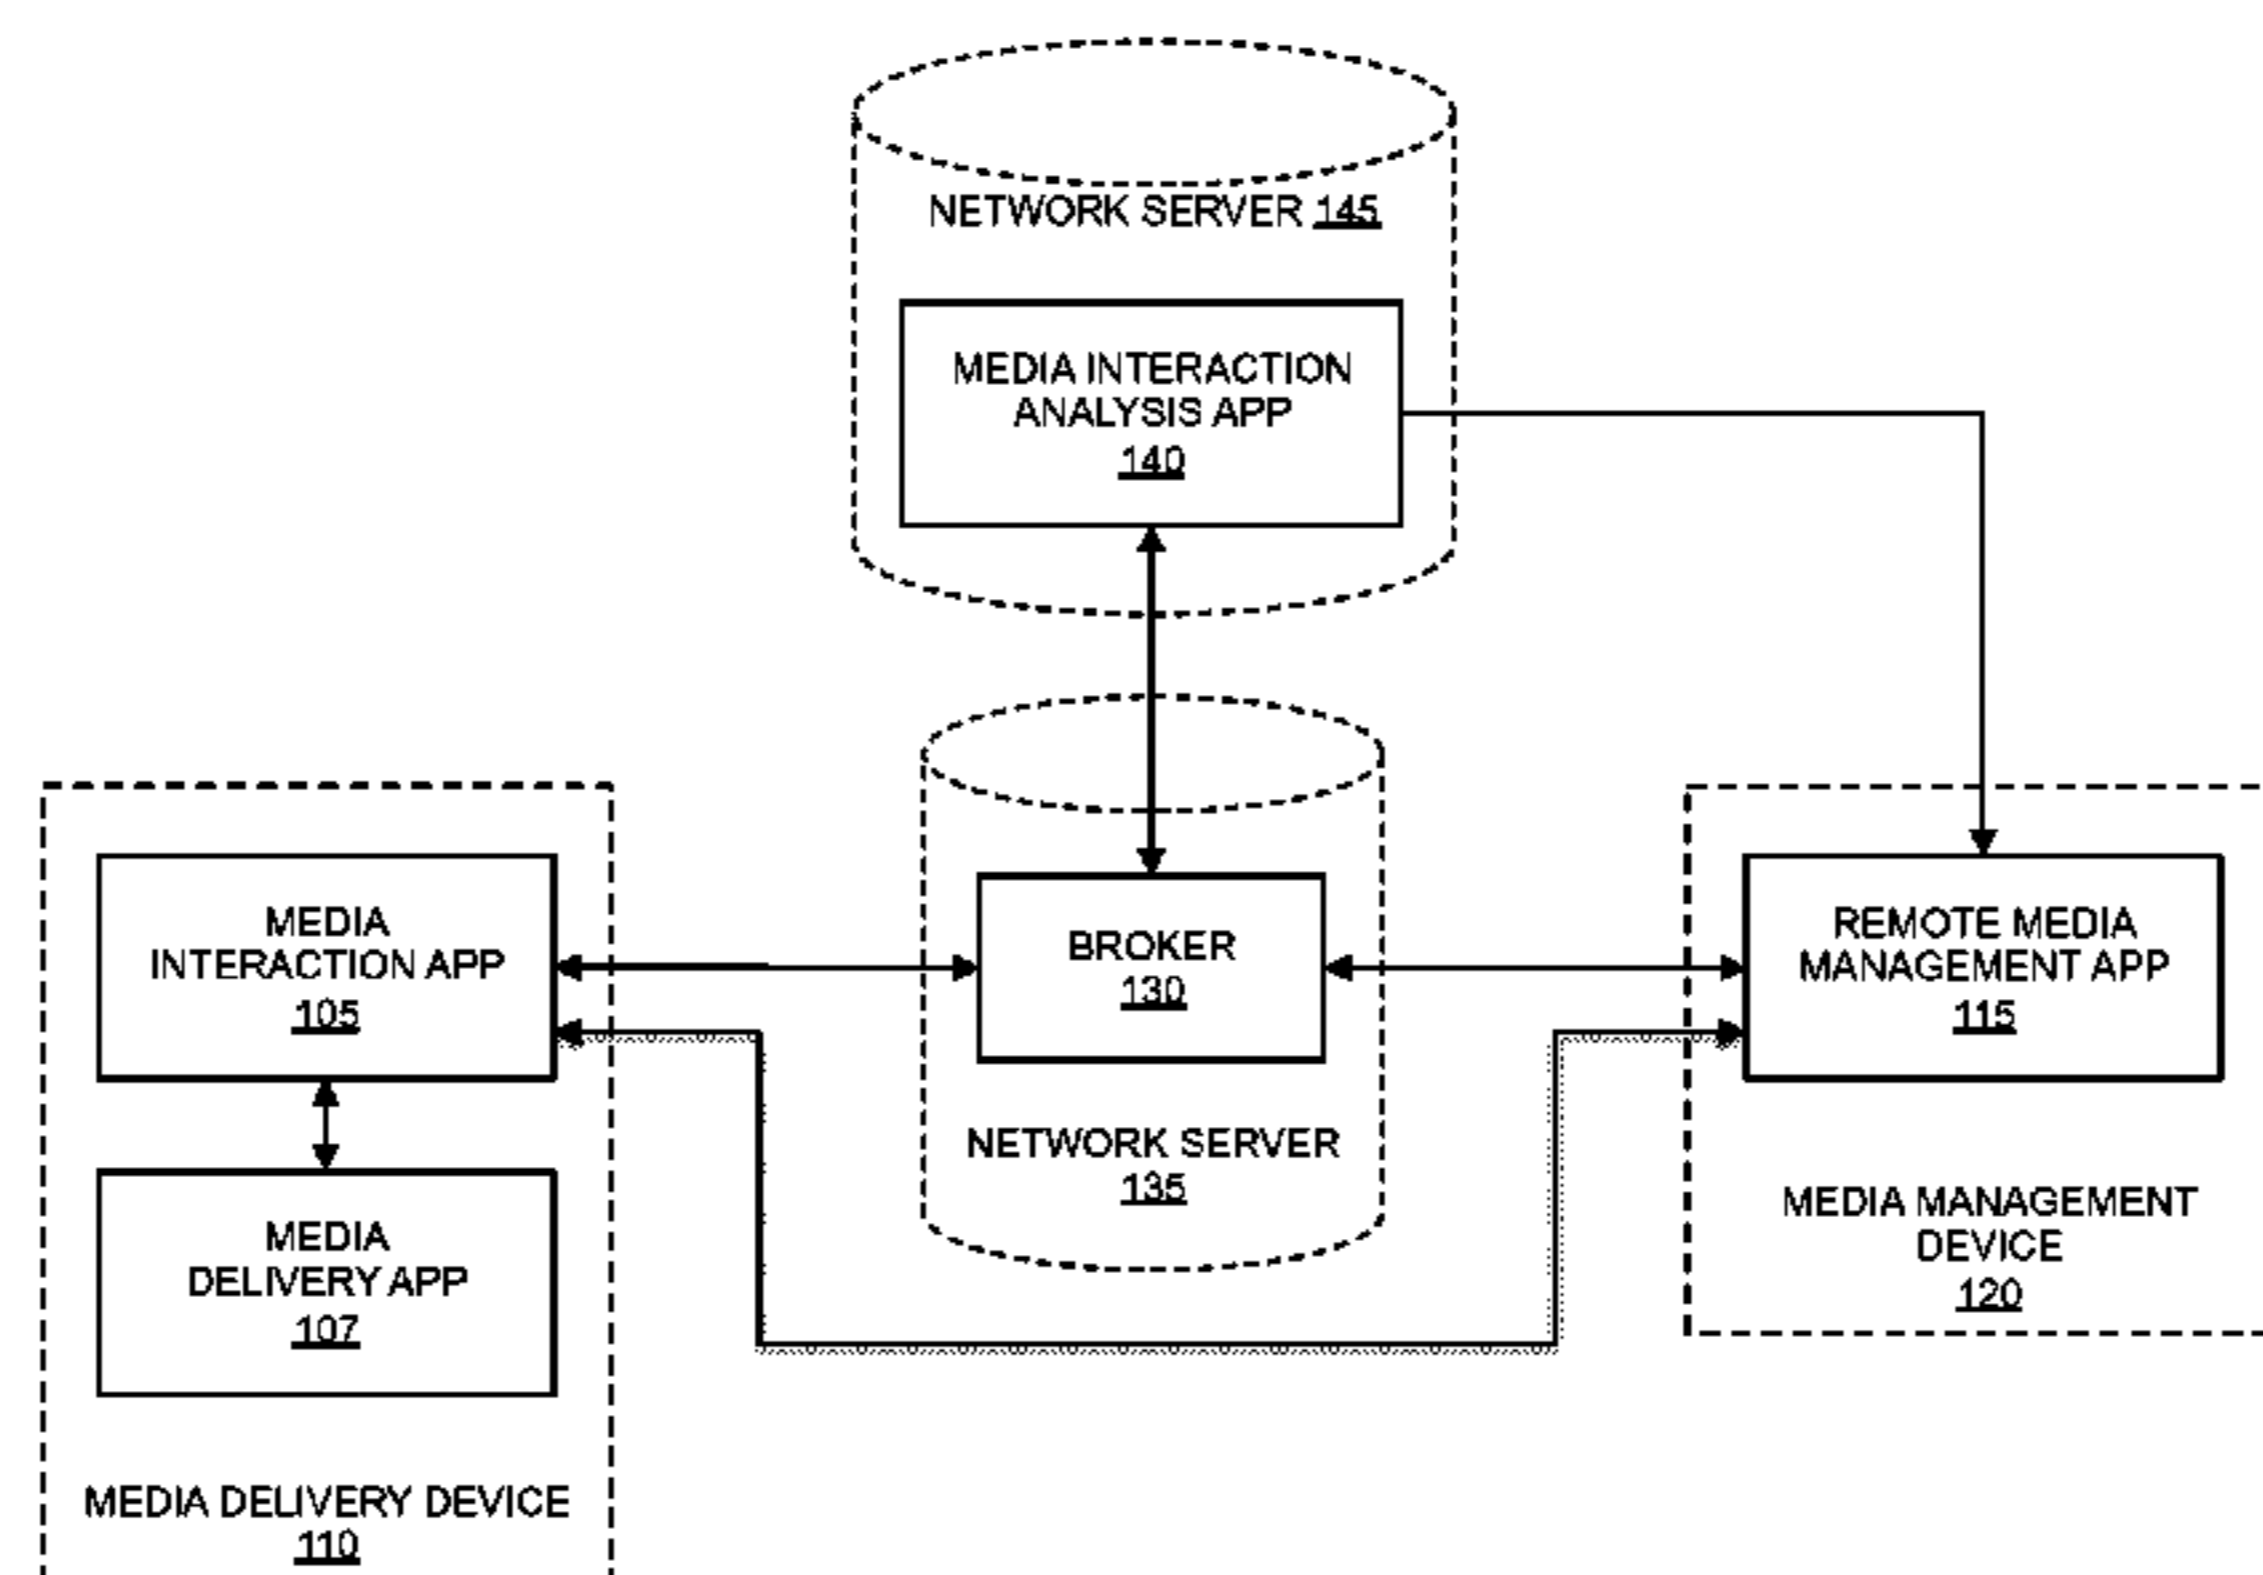 NETWORK SERVER 145
MEDIA INTERACTION
ANALYSIS APP
140
MEDIA
INTERACTION APP
105
BROKER
130
REMOTE MEDIA
MANAGEMENT APP
115
NETWORK SERVER
135
MEDIA
DELIVERY APP
107
MEDIA MANAGEMENT
DEVICE
120
MEDIA DELIVERY DEVICE
110